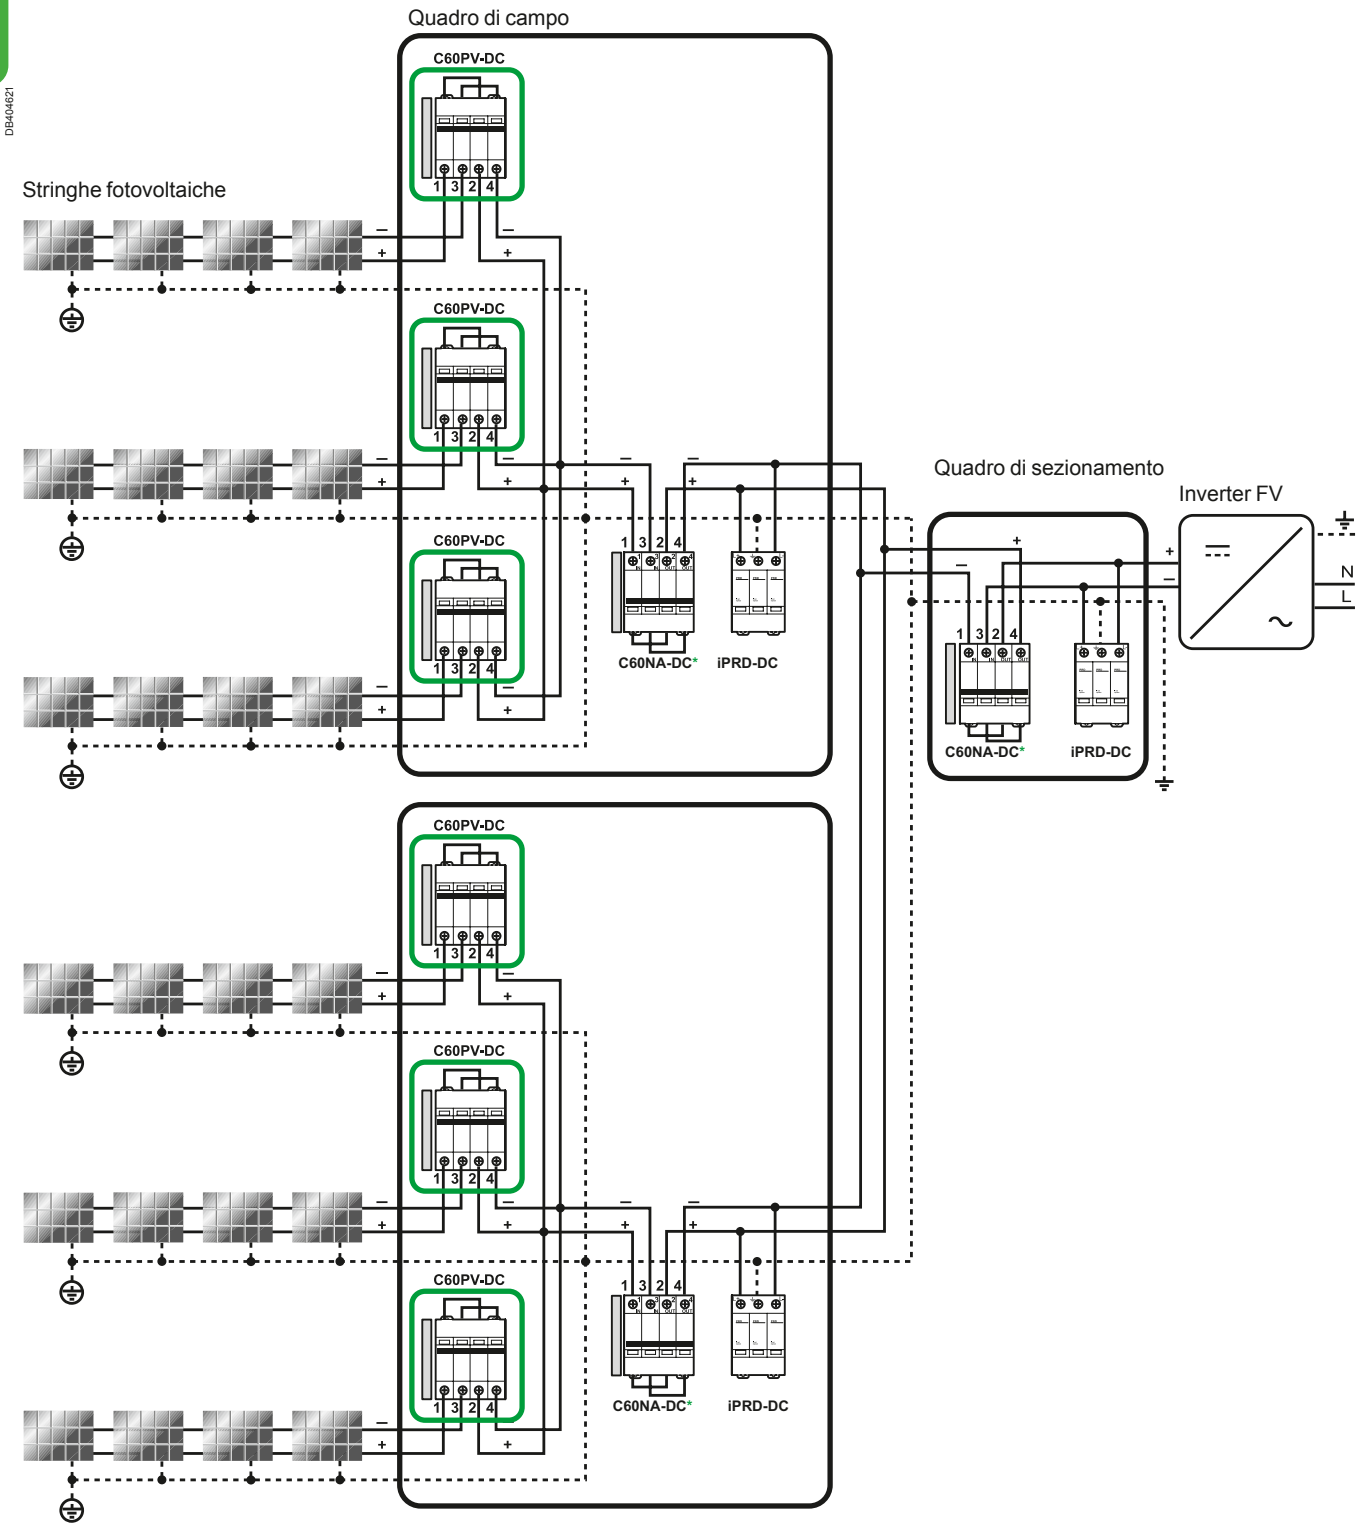 Quadro di campo
C60PV-DC
DB404621
1 3 2 4
Stringhe fotovoltaiche
− −
+ +
C60PV-DC
1 3 2 4
− − − −
+ + + +
Quadro di sezionamento
Inverter FV
C60PV-DC
1 3 2 4
C60NA-DC*
iPRD-DC
1 3 2 4
− −
+ +
+
−
+
−
N
L
1 3 2 4
C60NA-DC*
iPRD-DC
C60PV-DC
1 3 2 4
− −
+ +
C60PV-DC
1 3 2 4
− − − −
+ + + +
C60PV-DC
1 3 2 4
1 3 2 4
C60NA-DC*
iPRD-DC
− −
+ +